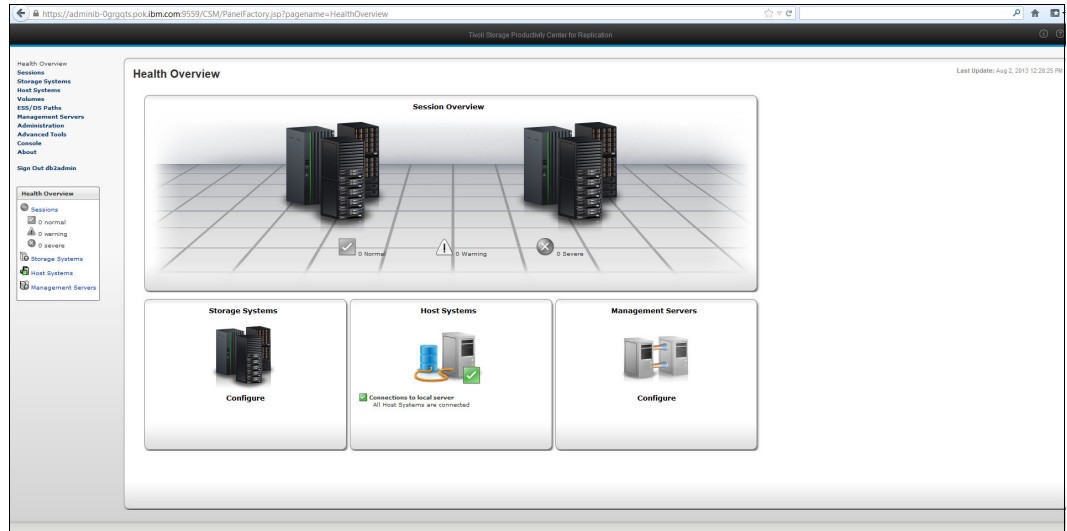 https://adminib-0grgqts.pok.ibm.com:9559/CSM/PanelFactory.jsp?pagename=HealthOverview
Tivoli Storage Productivity Center for Replication
Health Overview
Sessions
Storage Systems
Host Systems
Volumes
ESS/DS Paths
Management Servers
Administration
Advanced Tools
Console
About
Sign Out db2admin
Health Overview
Sessions
0 normal
0 warning
0 severe
Storage Systems
Host Systems
Management Servers
Health Overview
Last Update: Aug 2, 2013 12:28:25 PM
Session Overview
0 Normal
0 Warning
0 Severe
Storage Systems
Configure
Host Systems
Connections to local server
All Host Systems are connected
Management Servers
Configure